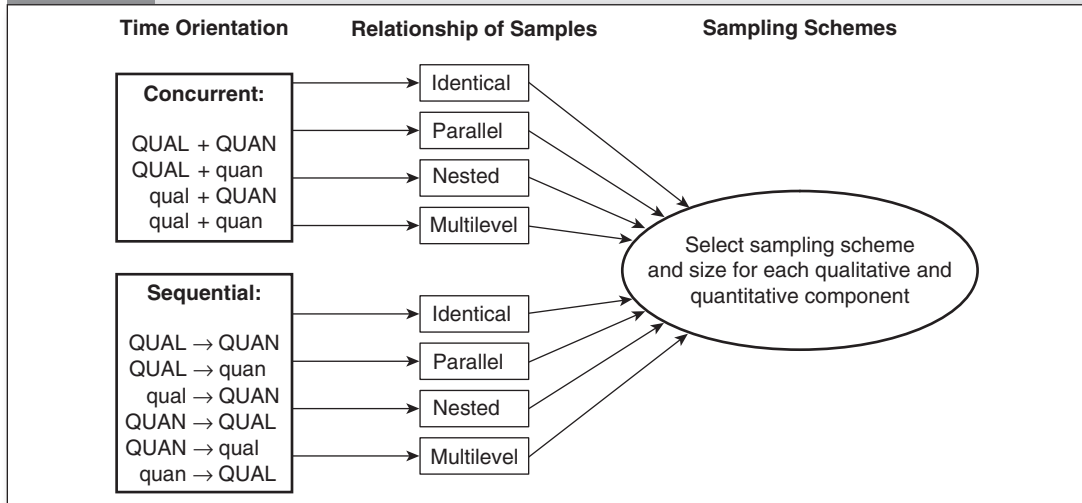 Time Orientation
Relationship of Samples
Sampling Schemes
Concurrent:
QUAL + QUAN
QUAL + quan
qual + QUAN
qual + quan
Identical
Parallel
Nested
Multilevel
Sequential:
QUAL → QUAN
QUAL → quan
qual → QUAN
QUAN → QUAL
QUAN → qual
quan → QUAL
Identical
Parallel
Nested
Multilevel
Select sampling scheme
and size for each qualitative and
quantitative component